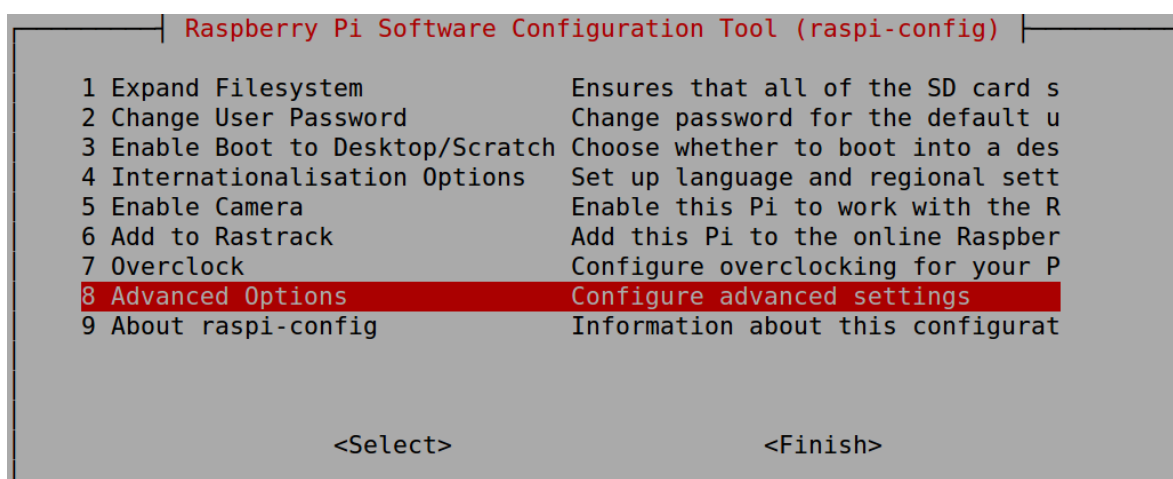 Raspberry Pi Software Configuration Tool (raspi-config)
1 Expand Filesystem Ensures that all of the SD card s
2 Change User Password Change password for the default u
3 Enable Boot to Desktop/Scratch Choose whether to boot into a des
4 Internationalisation Options Set up language and regional sett
5 Enable Camera Enable this Pi to work with the R
6 Add to Rastrack Add this Pi to the online Raspber
7 Overclock Configure overclocking for your P
8 Advanced Options Configure advanced settings
9 About raspi-config Information about this configurat
<Select> <Finish>